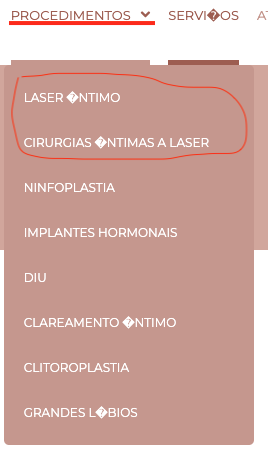 PROCEDIMENTOS SERVI�OS AT
LASER �NTIMO
CIRURGIAS �NTIMAS A LASER
NINFOPLASTIA
IMPLANTES HORMONAIS
DIU
CLAREAMENTO �NTIMO
CLITOROPLASTIA
GRANDES L�BIOS